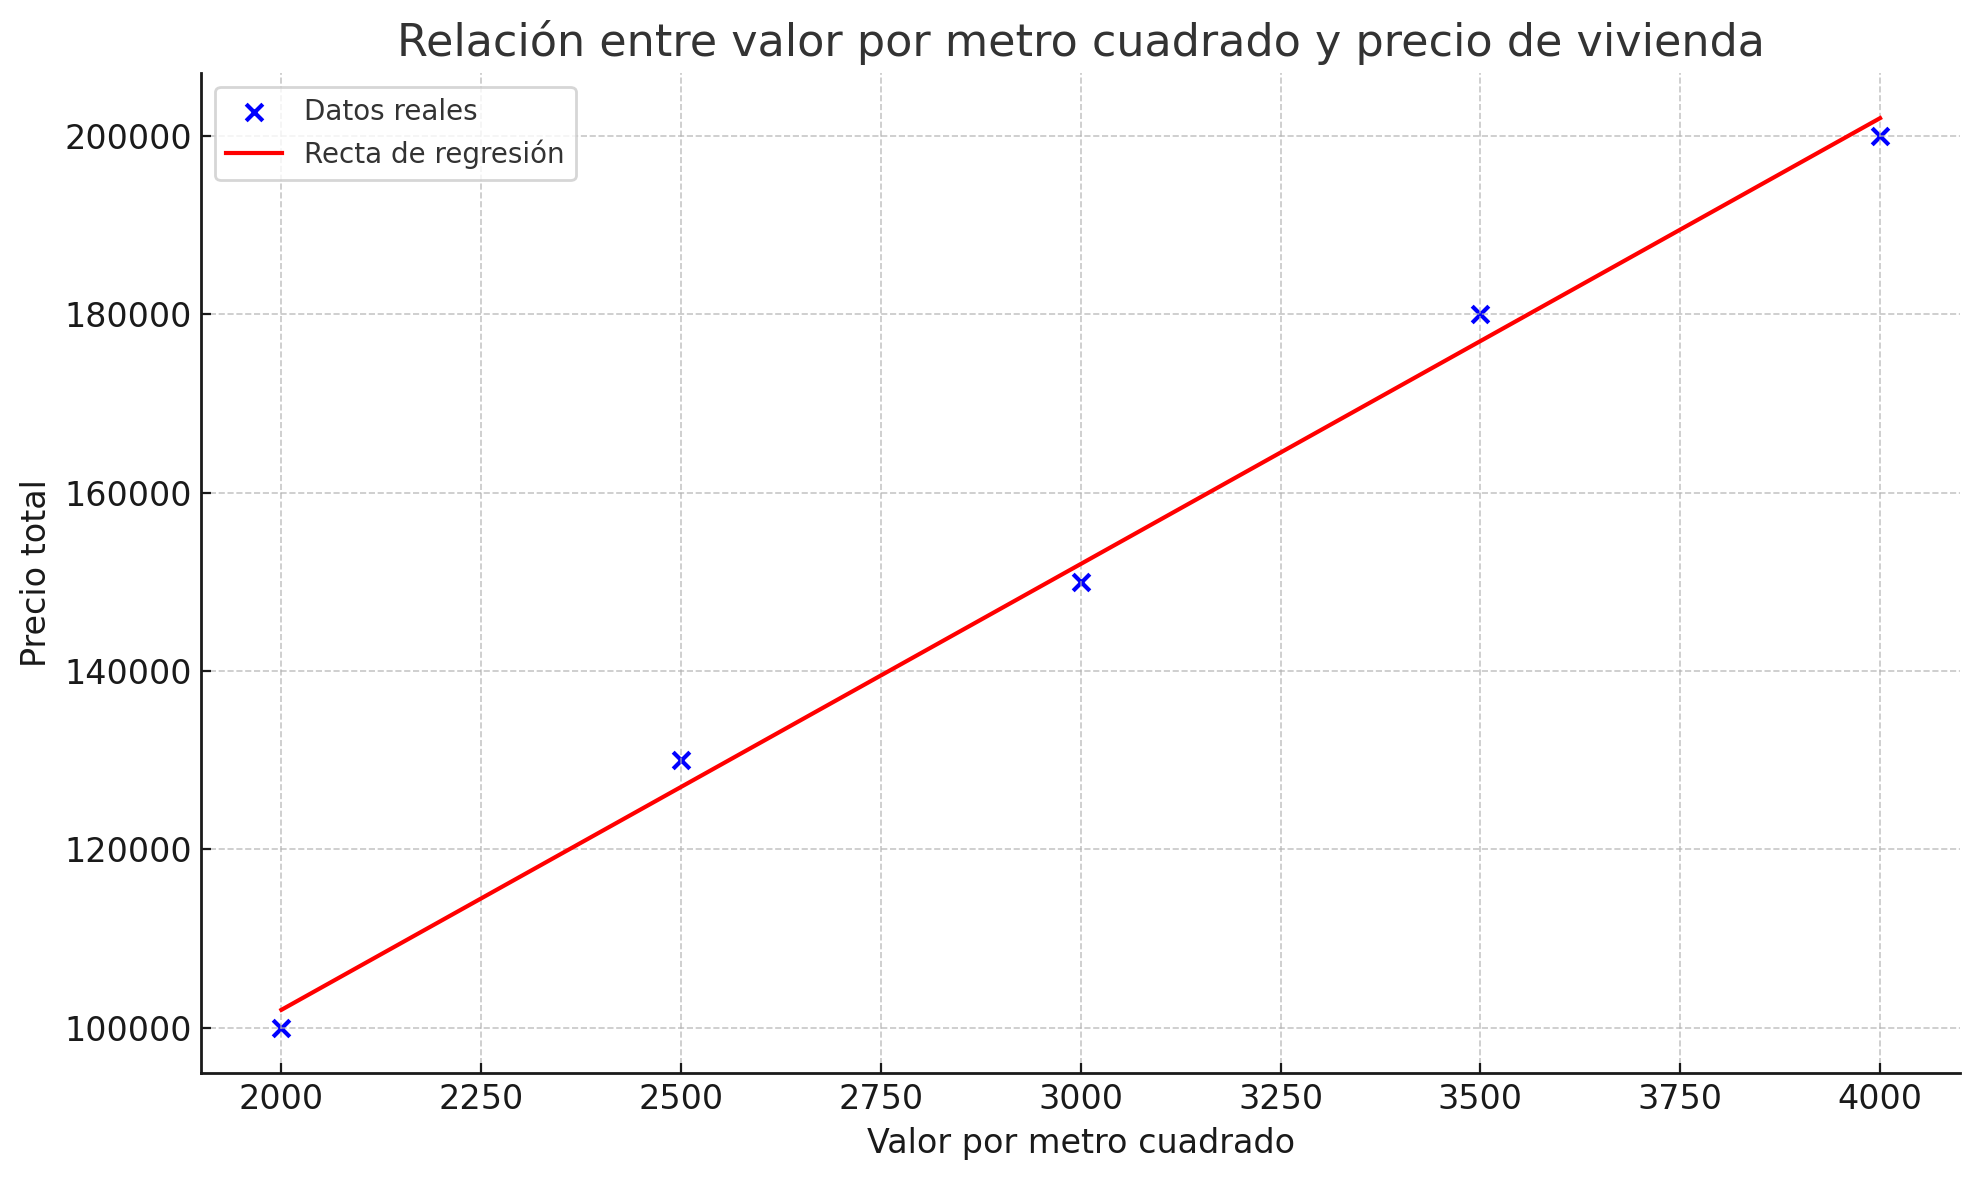 Relación entre valor por metro cuadrado y precio de vivienda
Datos reales
Recta de regresión
200000
180000
160000
140000
120000
100000
Precio total
2000 2250 2500 2750 3000 3250 3500 3750 4000
Valor por metro cuadrado